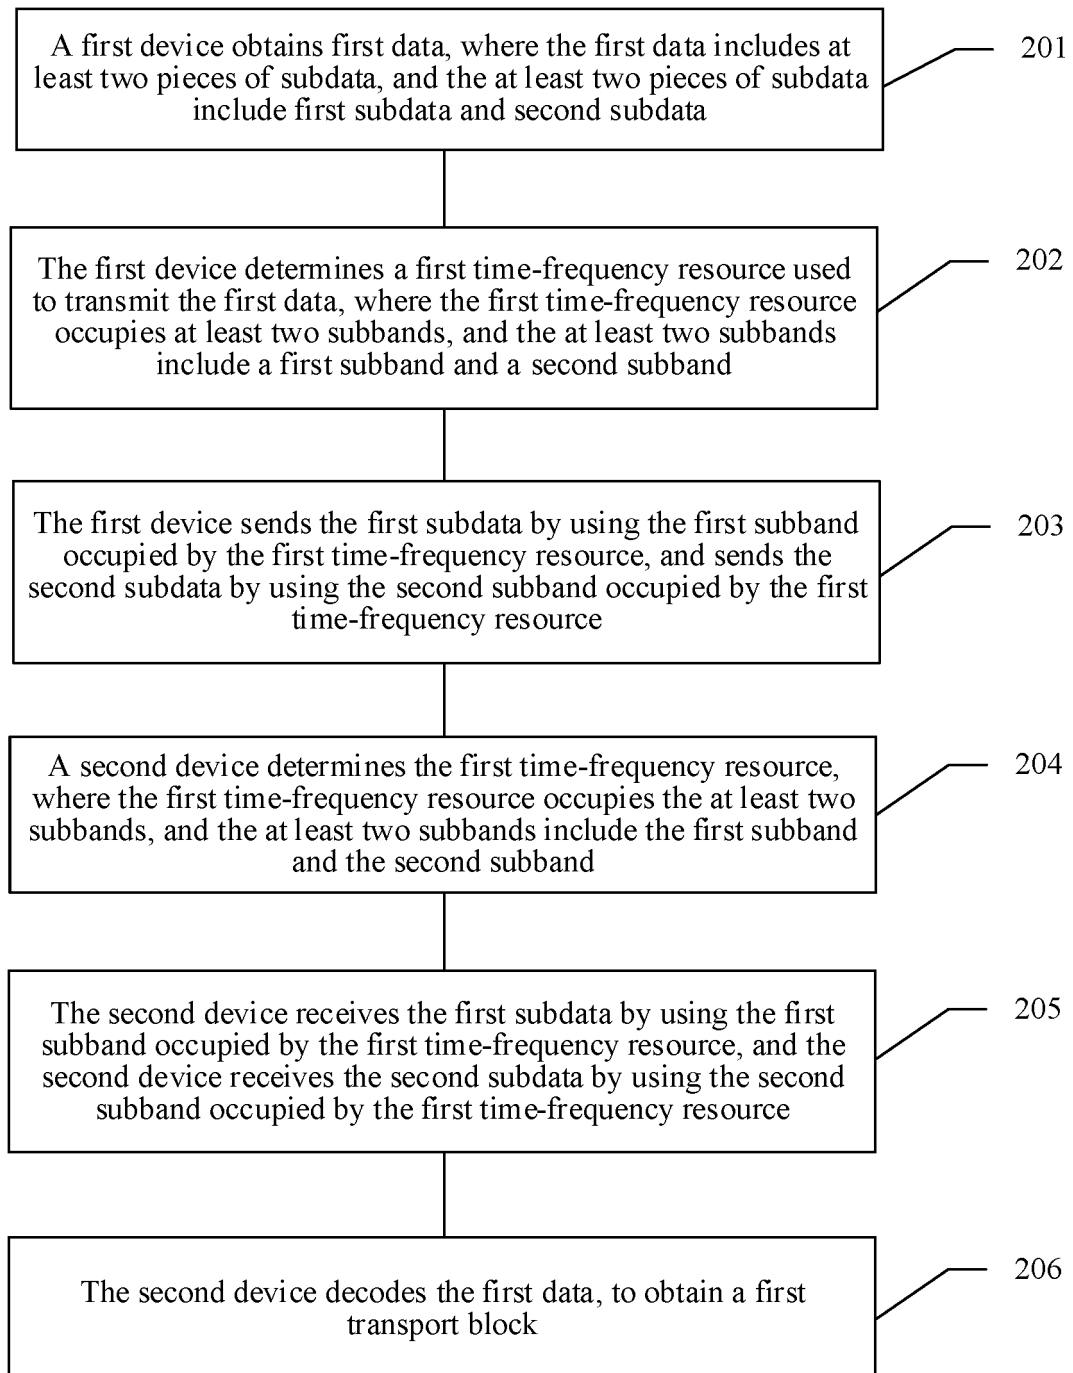 A first device obtains first data, where the first data includes at
least two pieces of subdata, and the at least two pieces of subdata
include first subdata and second subdata
201
The first device determines a first time-frequency resource used
to transmit the first data, where the first time-frequency resource
occupies at least two subbands, and the at least two subbands
include a first subband and a second subband
202
The first device sends the first subdata by using the first subband
occupied by the first time-frequency resource, and sends the
second subdata by using the second subband occupied by the first
time-frequency resource
203
A second device determines the first time-frequency resource,
where the first time-frequency resource occupies the at least two
subbands, and the at least two subbands include the first subband
and the second subband
204
The second device receives the first subdata by using the first
subband occupied by the first time-frequency resource, and the
second device receives the second subdata by using the second
subband occupied by the first time-frequency resource
205
The second device decodes the first data, to obtain a first
transport block
206